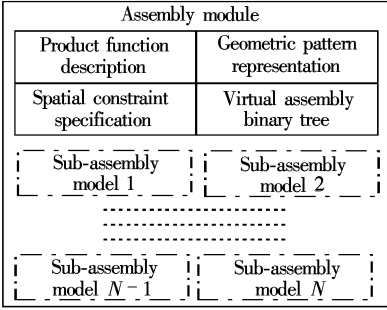 Assembly module
Product function
description
Geometric pattern
representation
Spatial constraint
specification
Virtual assembly
binary tree
Sub-assembly
model 1
Sub-assembly
model 2
Sub-assembly
model N-1
Sub-assembly
model N